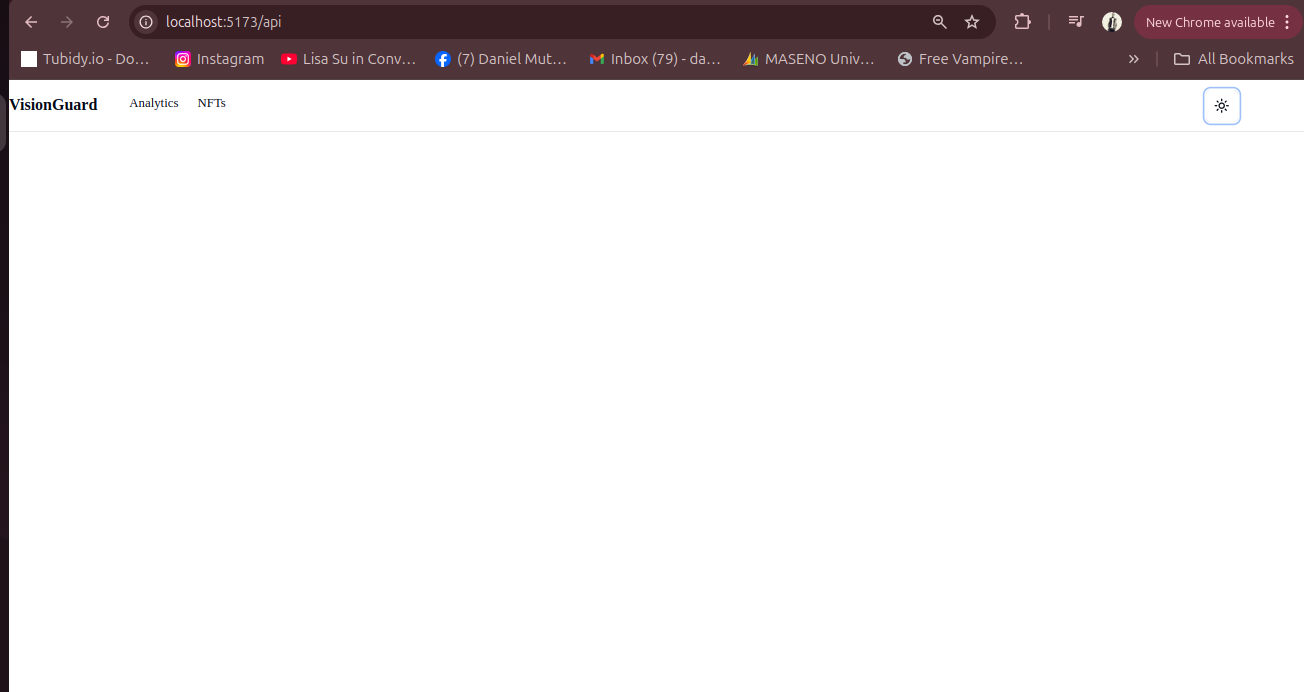 localhost:5173/api
New Chrome available
Tubidy.io - Do... Instagram Lisa Su in Conv... (7) Daniel Mut... Inbox (79) - da... MASENO Univ... Free Vampire... » All Bookmarks
VisionGuard Analytics NFTs